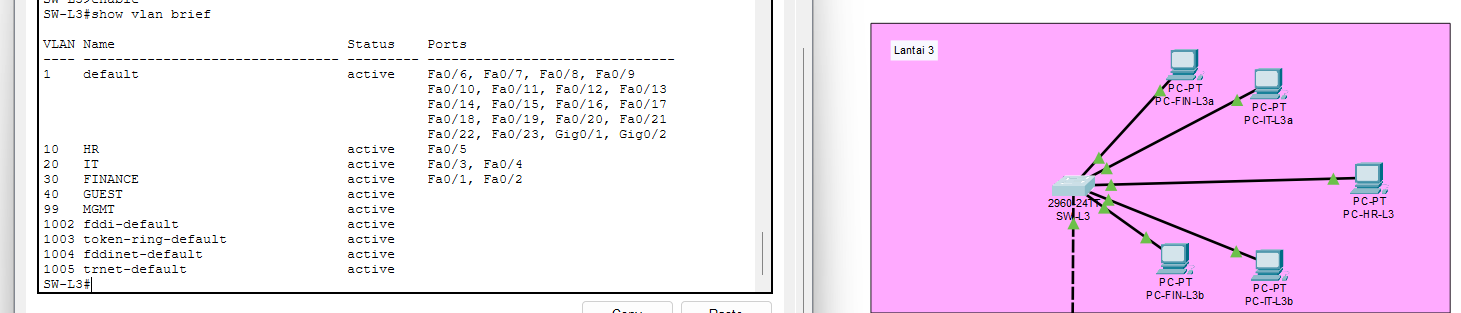 SW-L3>enable
SW-L3#show vlan brief
VLAN Name Status Ports
---- -------------------------------- --------- -------------------------------
1 default active Fa0/6, Fa0/7, Fa0/8, Fa0/9
Fa0/10, Fa0/11, Fa0/12, Fa0/13
Fa0/14, Fa0/15, Fa0/16, Fa0/17
Fa0/18, Fa0/19, Fa0/20, Fa0/21
Fa0/22, Fa0/23, Gig0/1, Gig0/2
10 HR active Fa0/5
20 IT active Fa0/3, Fa0/4
30 FINANCE active Fa0/1, Fa0/2
40 GUEST active
99 MGMT active
1002 fddi-default active
1003 token-ring-default active
1004 fddinet-default active
1005 trnet-default active
SW-L3#
Copy
Paste
Lantai 3
PC-PT
PC-FIN-L3a
PC-PT
PC-IT-L3a
PC-PT
PC-HR-L3
2960-24TT
SW-L3
PC-PT
PC-FIN-L3b
PC-PT
PC-IT-L3b